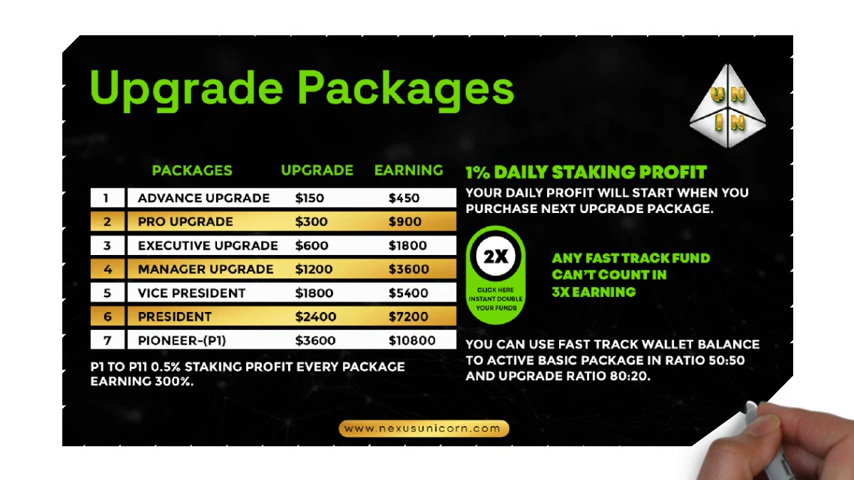 Upgrade Packages
UN
IN
PACKAGES UPGRADE EARNING
1 ADVANCE UPGRADE $150 $450
2 PRO UPGRADE $300 $900
3 EXECUTIVE UPGRADE $600 $1800
4 MANAGER UPGRADE $1200 $3600
5 VICE PRESIDENT $1800 $5400
6 PRESIDENT $2400 $7200
7 PIONEER-(P1) $3600 $10800
P1 TO P11 0.5% STAKING PROFIT EVERY PACKAGE
EARNING 300%.
1% DAILY STAKING PROFIT
YOUR DAILY PROFIT WILL START WHEN YOU
PURCHASE NEXT UPGRADE PACKAGE.
2X
CLICK HERE
INSTANT DOUBLE
YOUR FUNDS
ANY FAST TRACK FUND
CAN'T COUNT IN
3X EARNING
YOU CAN USE FAST TRACK WALLET BALANCE
TO ACTIVE BASIC PACKAGE IN RATIO 50:50
AND UPGRADE RATIO 80:20.
www.nexusunicorn.com